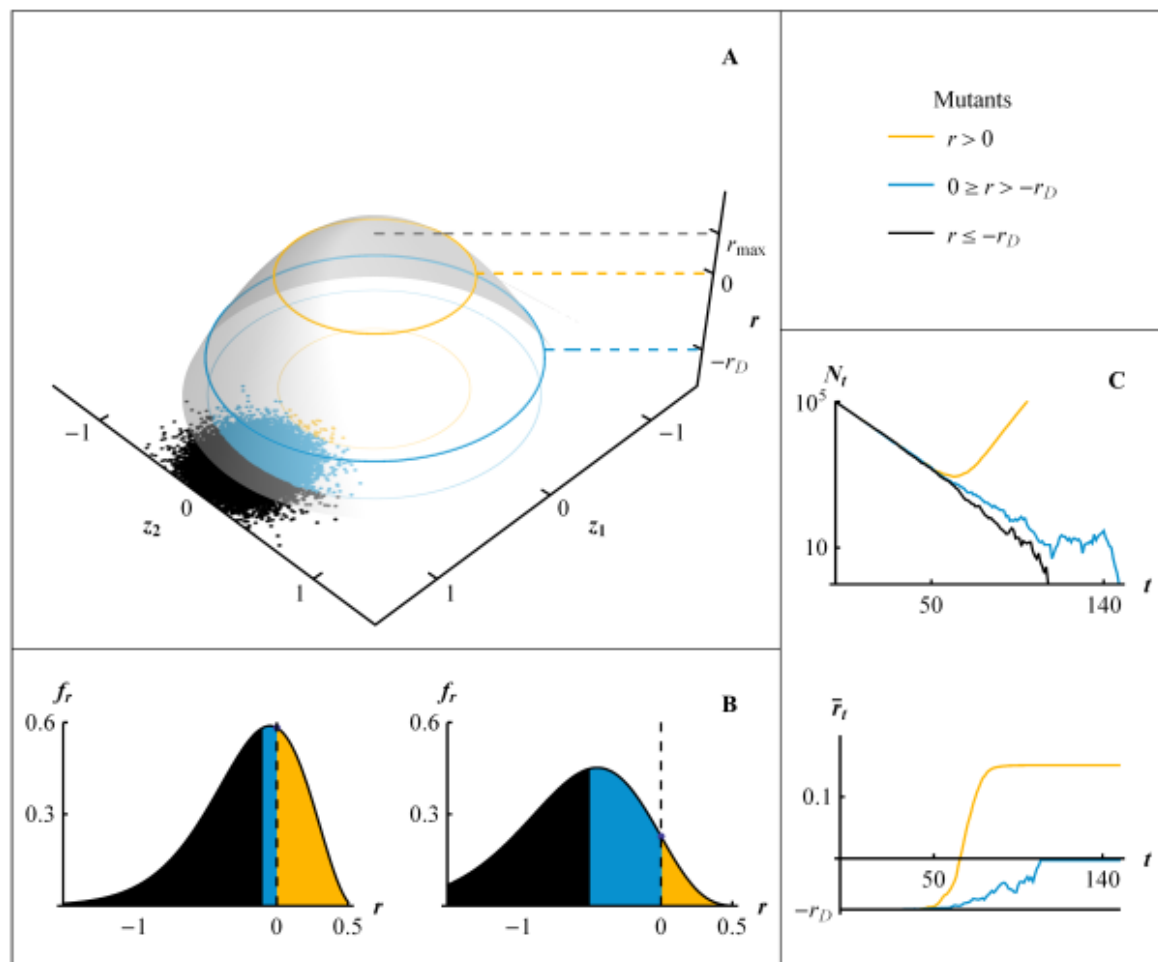 A
r_max
0
r
−r_D
−1
0
z_2
1
−1
0
z_1
1
Mutants
r > 0
0 ≥ r > −r_D
r ≤ −r_D
N_t
C
10^5
10
50
140
t
f_r
0.6
0.3
−1
0
0.5
r
f_r
B
0.6
0.3
−1
0
0.5
r
r̄_t
0.1
50
140
t
−r_D